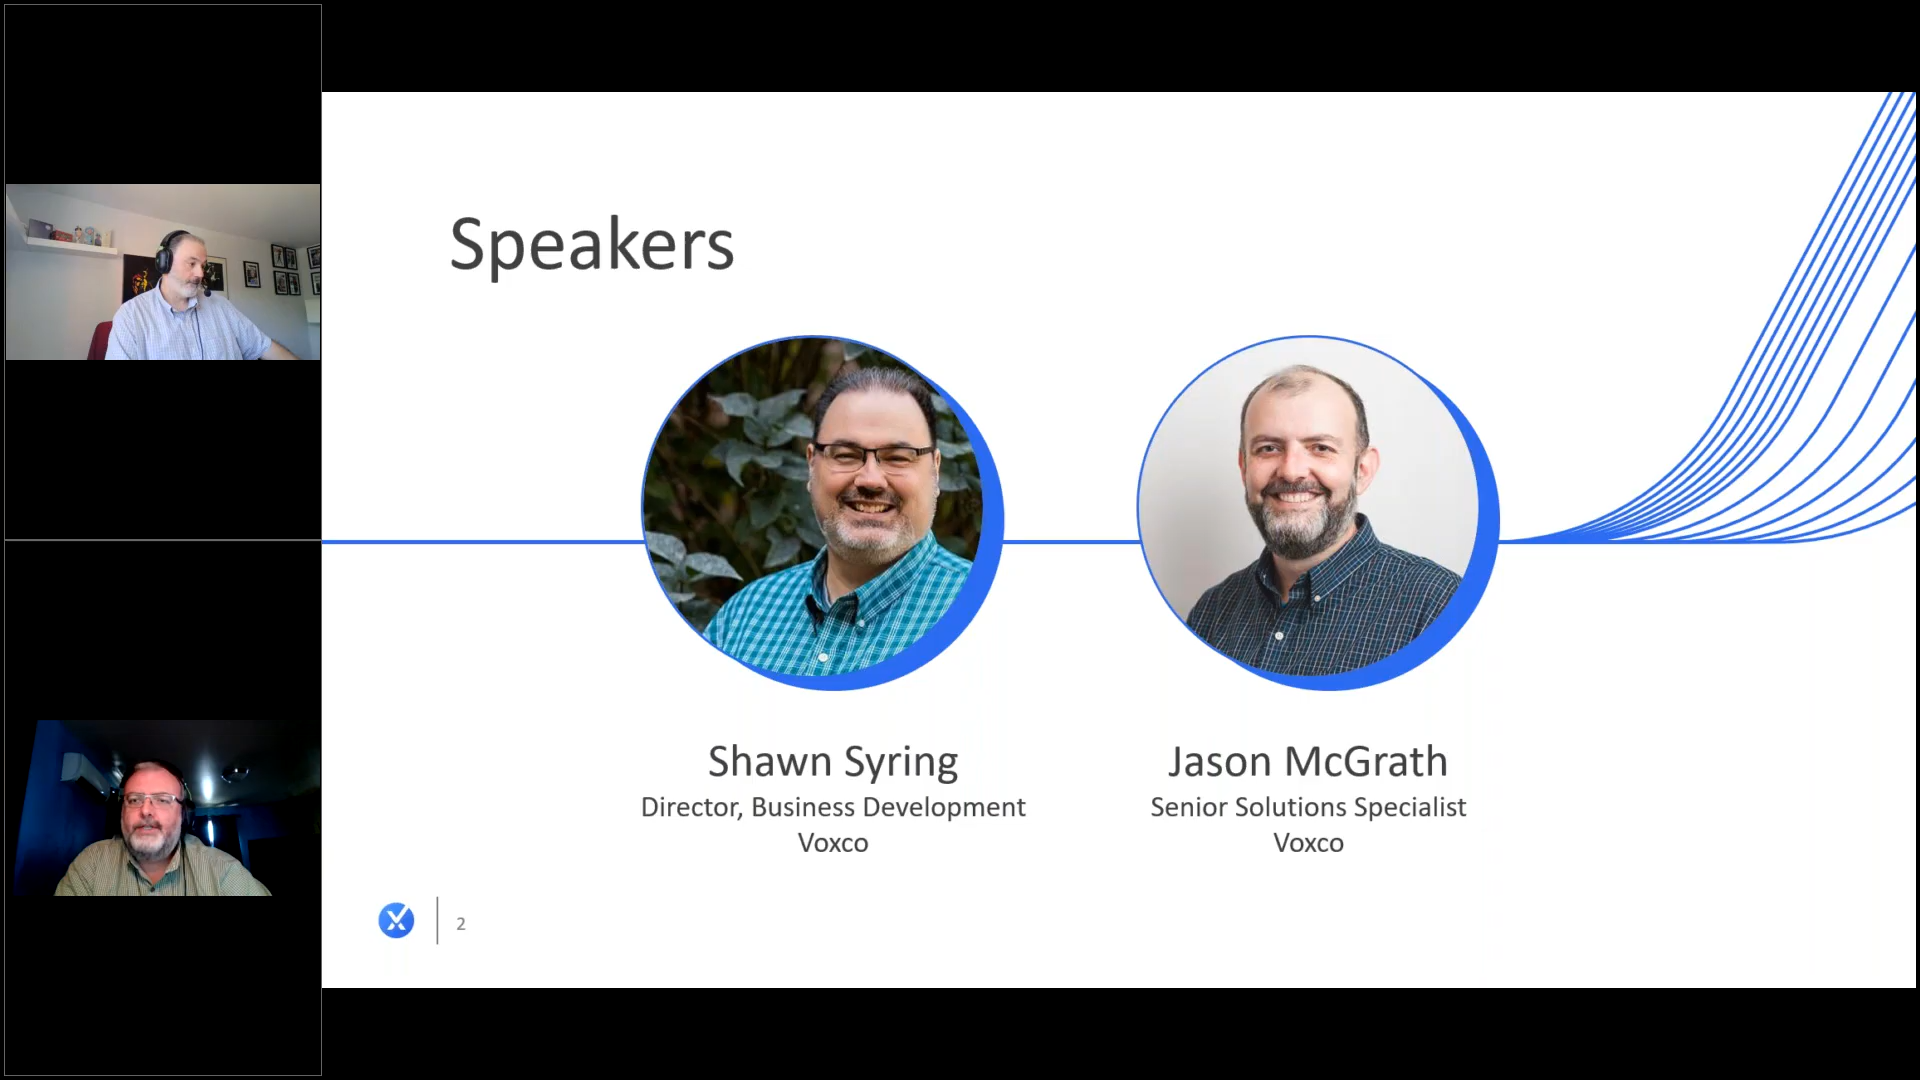 Speakers
Shawn Syring
Director, Business Development
Voxco
Jason McGrath
Senior Solutions Specialist
Voxco
2